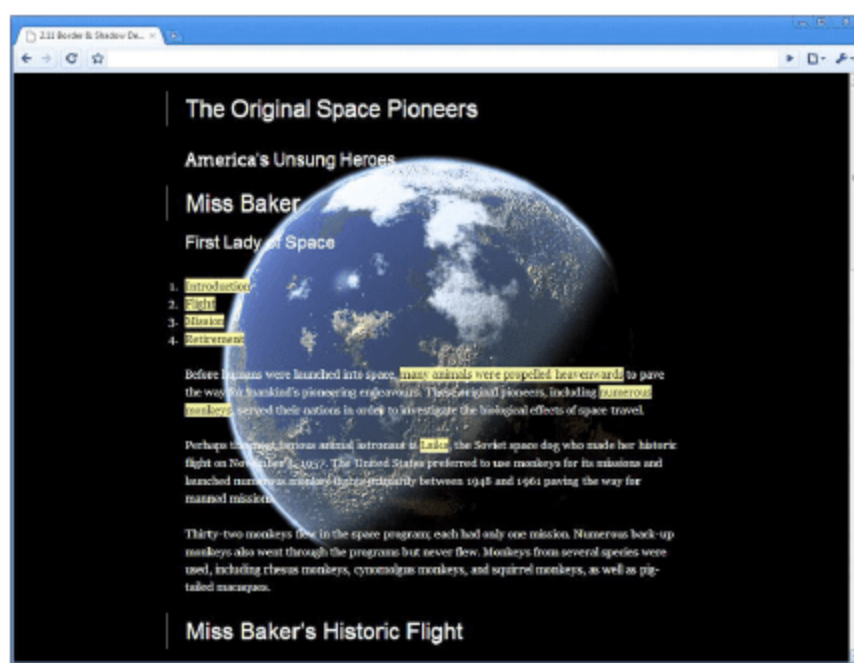 2.11 Border & Shadow De...
The Original Space Pioneers
America's Unsung Heroes
Miss Baker
First Lady of Space
1. Introduction
2. Flight
3. Mission
4. Retirement
Before humans were launched into space, many animals were propelled heavenwards to pave
the way for mankind's pioneering endeavours. These original pioneers, including numerous
monkeys, served their nations in order to investigate the biological effects of space travel.
Perhaps the most famous animal astronaut is Laika, the Soviet space dog who made her historic
flight on November 3, 1957. The United States preferred to use monkeys for its missions and
launched numerous monkey flights primarily between 1948 and 1961 paving the way for
manned mission
Thirty-two monkeys flew in the space program; each had only one mission. Numerous back-up
monkeys also went through the programs but never flew. Monkeys from several species were
used, including rhesus monkeys, cynomolgus monkeys, and squirrel monkeys, as well as pig-
tailed macaques.
Miss Baker's Historic Flight